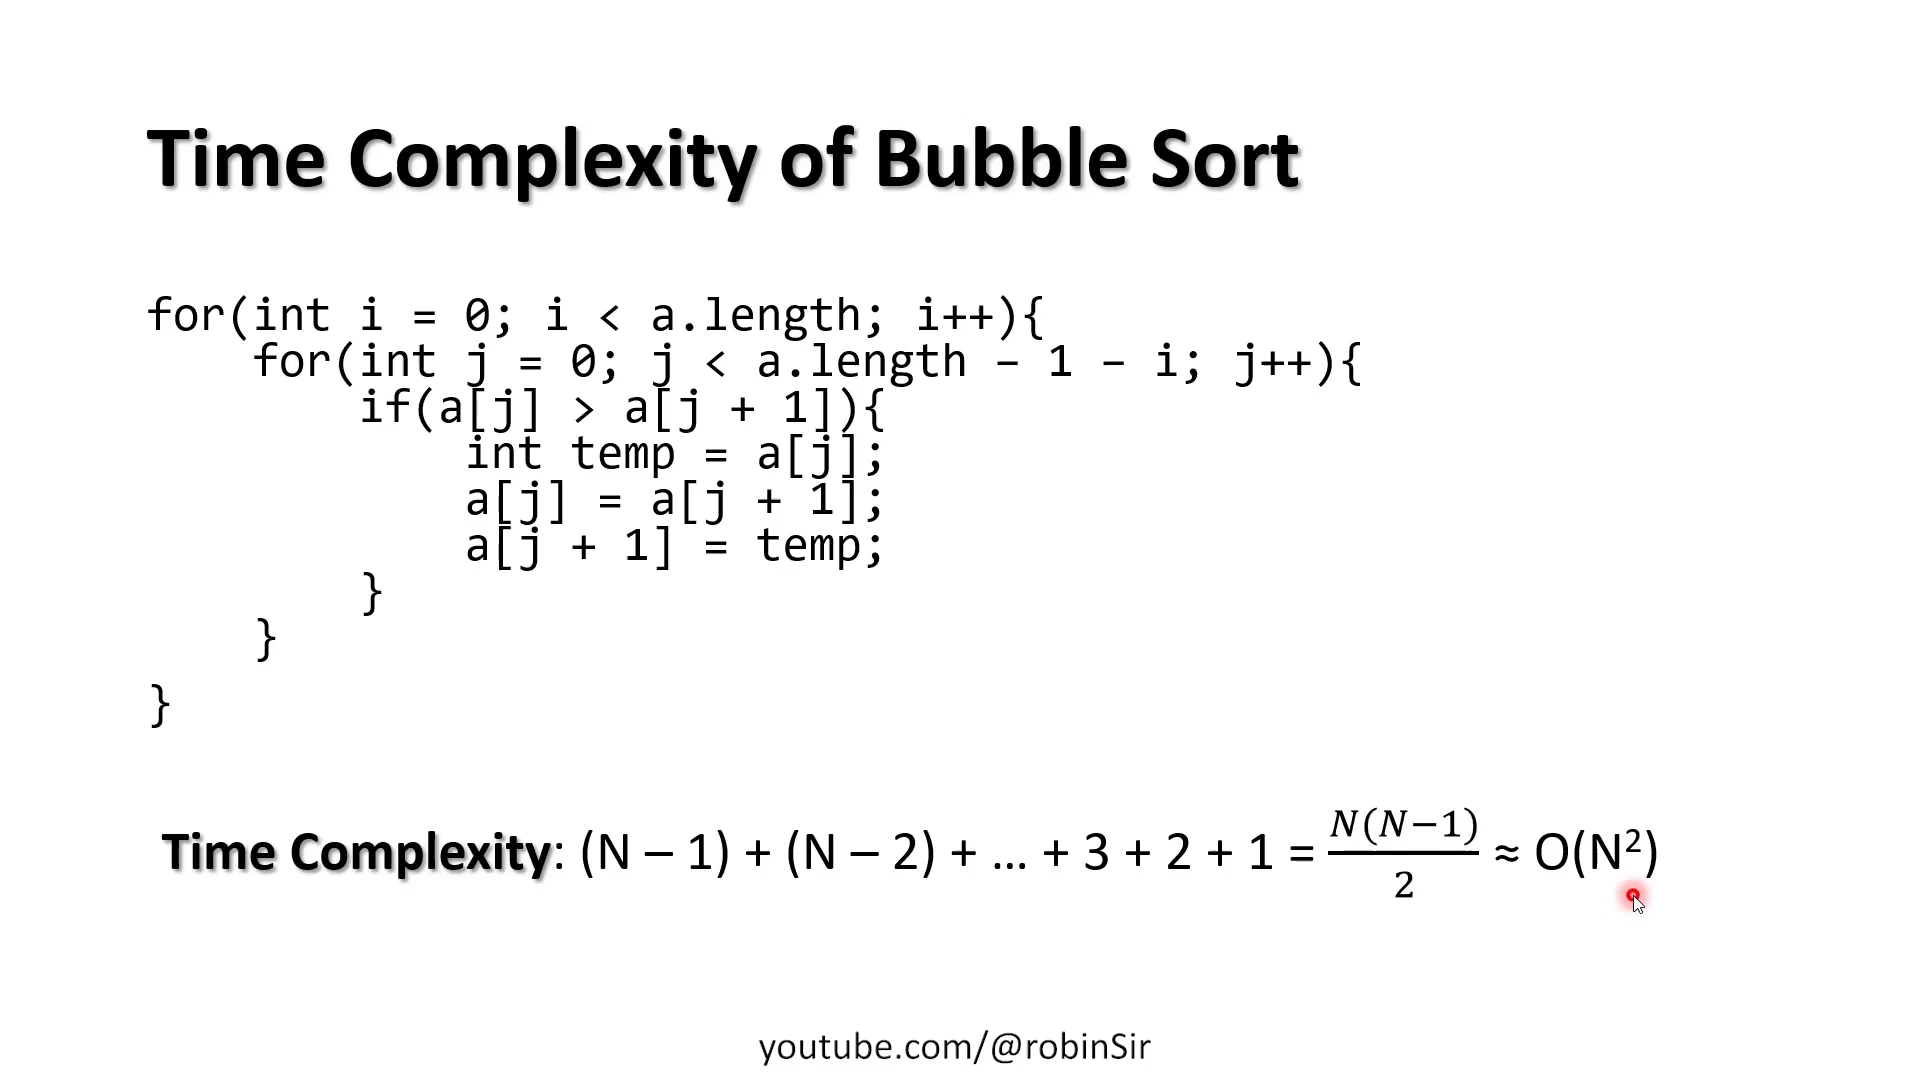 Time Complexity of Bubble Sort
for(int i = 0; i < a.length; i++){
    for(int j = 0; j < a.length – 1 – i; j++){
        if(a[j] > a[j + 1]){
            int temp = a[j];
            a[j] = a[j + 1];
            a[j + 1] = temp;
        }
    }
}
Time Complexity: (N – 1) + (N – 2) + … + 3 + 2 + 1 = N(N−1)/2 ≈ O(N²)
youtube.com/@robinSir